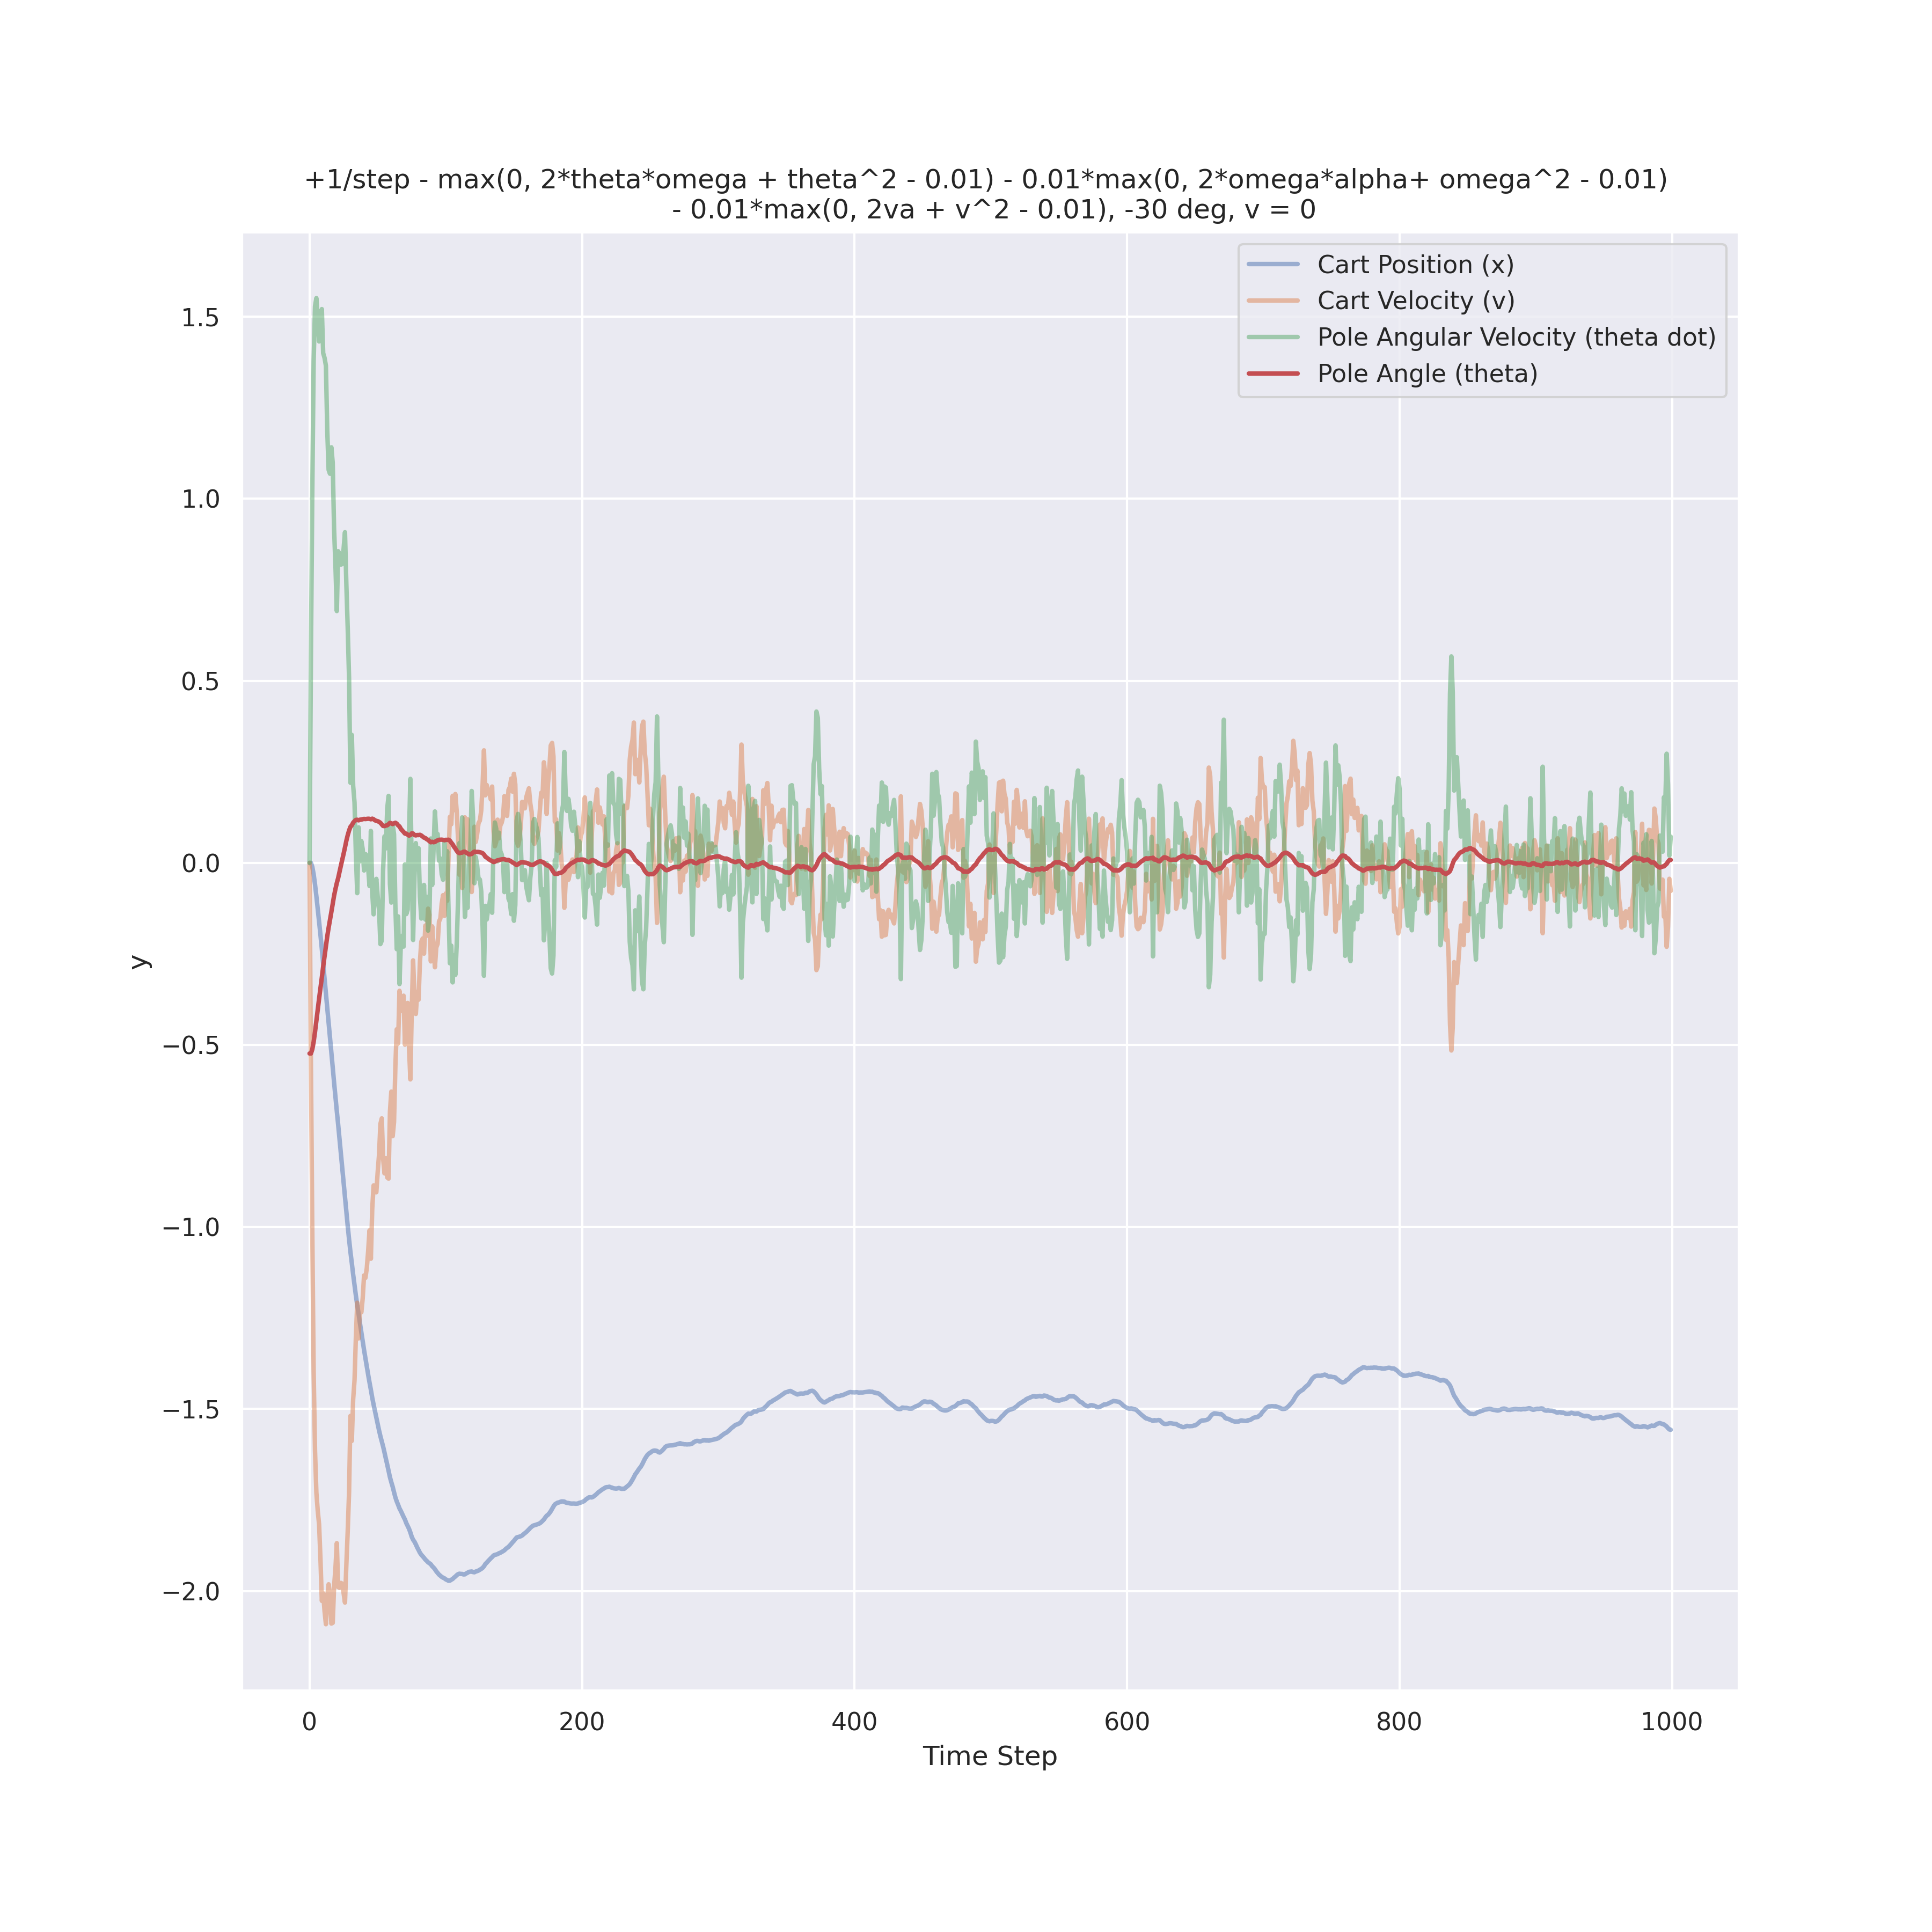 +1/step - max(0, 2*theta*omega + theta^2 - 0.01) - 0.01*max(0, 2*omega*alpha+ omega^2 - 0.01)
- 0.01*max(0, 2va + v^2 - 0.01), -30 deg, v = 0
Cart Position (x)
Cart Velocity (v)
Pole Angular Velocity (theta dot)
Pole Angle (theta)
1.5
1.0
0.5
0.0
−0.5
−1.0
−1.5
−2.0
y
0 200 400 600 800 1000
Time Step